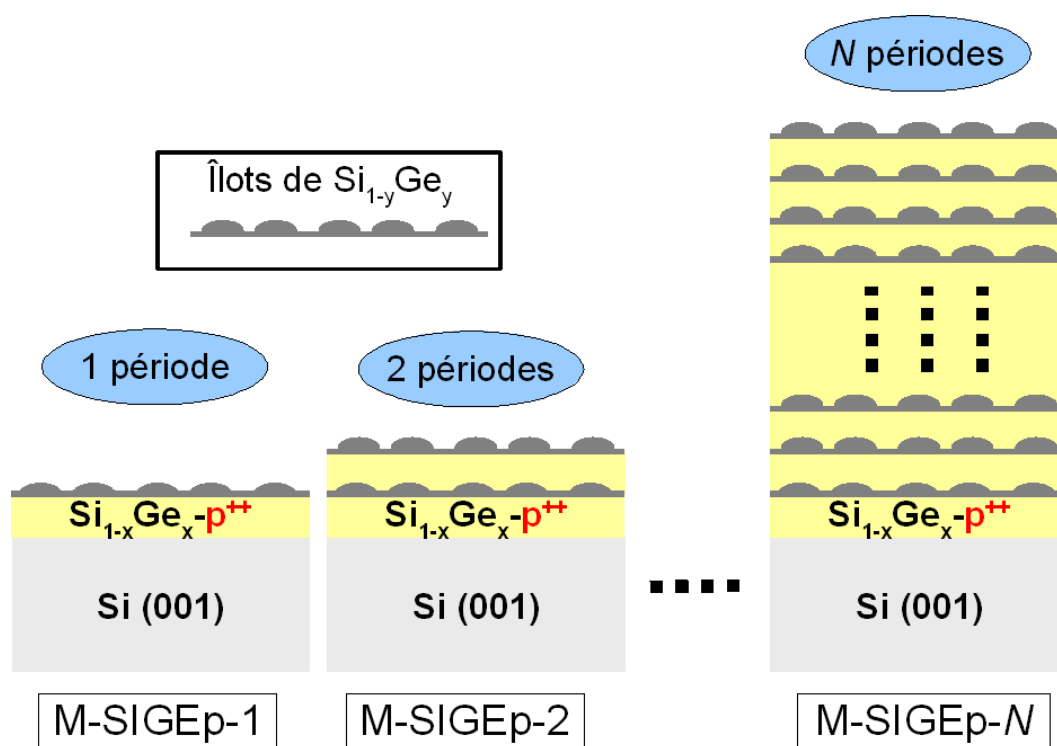 N périodes
Îlots de Si₁₋yGey
1 période
2 périodes
Si₁₋ₓGeₓ-p⁺⁺
Si₁₋ₓGeₓ-p⁺⁺
Si₁₋ₓGeₓ-p⁺⁺
Si (001)
Si (001)
Si (001)
M-SIGEp-1
M-SIGEp-2
M-SIGEp-N